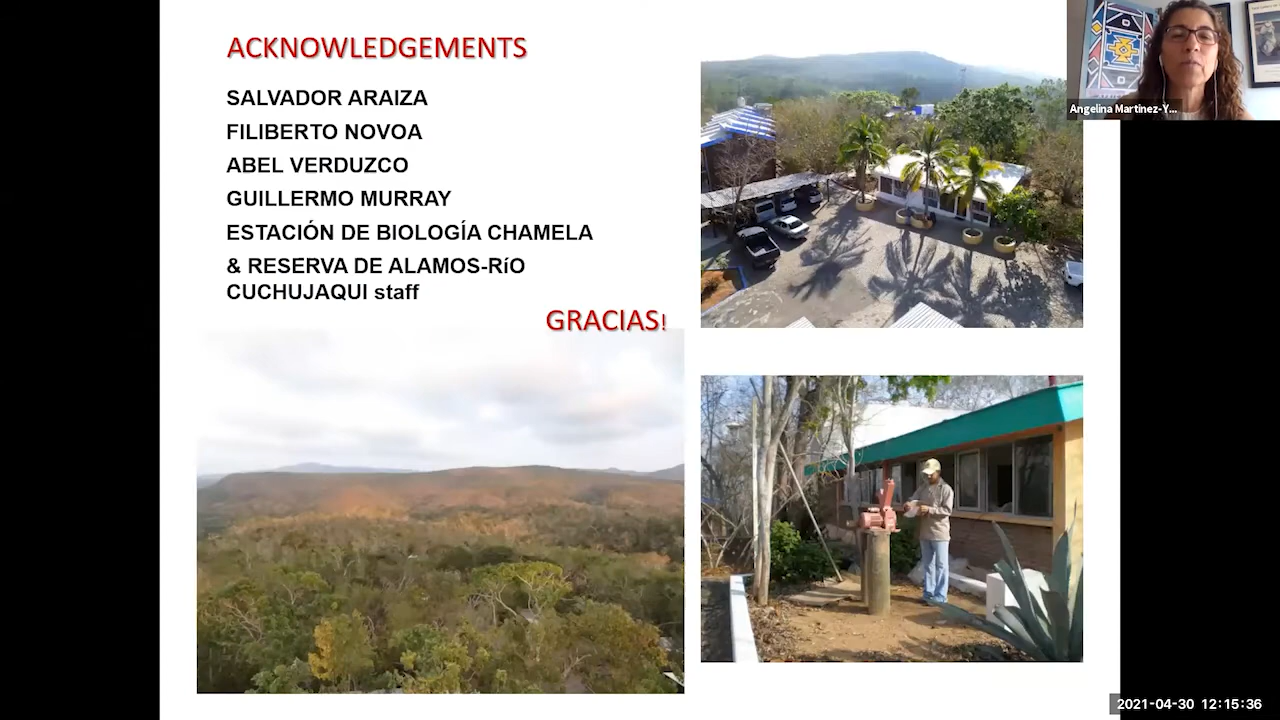 ACKNOWLEDGEMENTS
SALVADOR ARAIZA
FILIBERTO NOVOA
ABEL VERDUZCO
GUILLERMO MURRAY
ESTACIÓN DE BIOLOGÍA CHAMELA
& RESERVA DE ALAMOS-RíO
CUCHUJAQUI staff
GRACIAS!
Angelina Martinez-Y...
2021-04-30 12:15:36